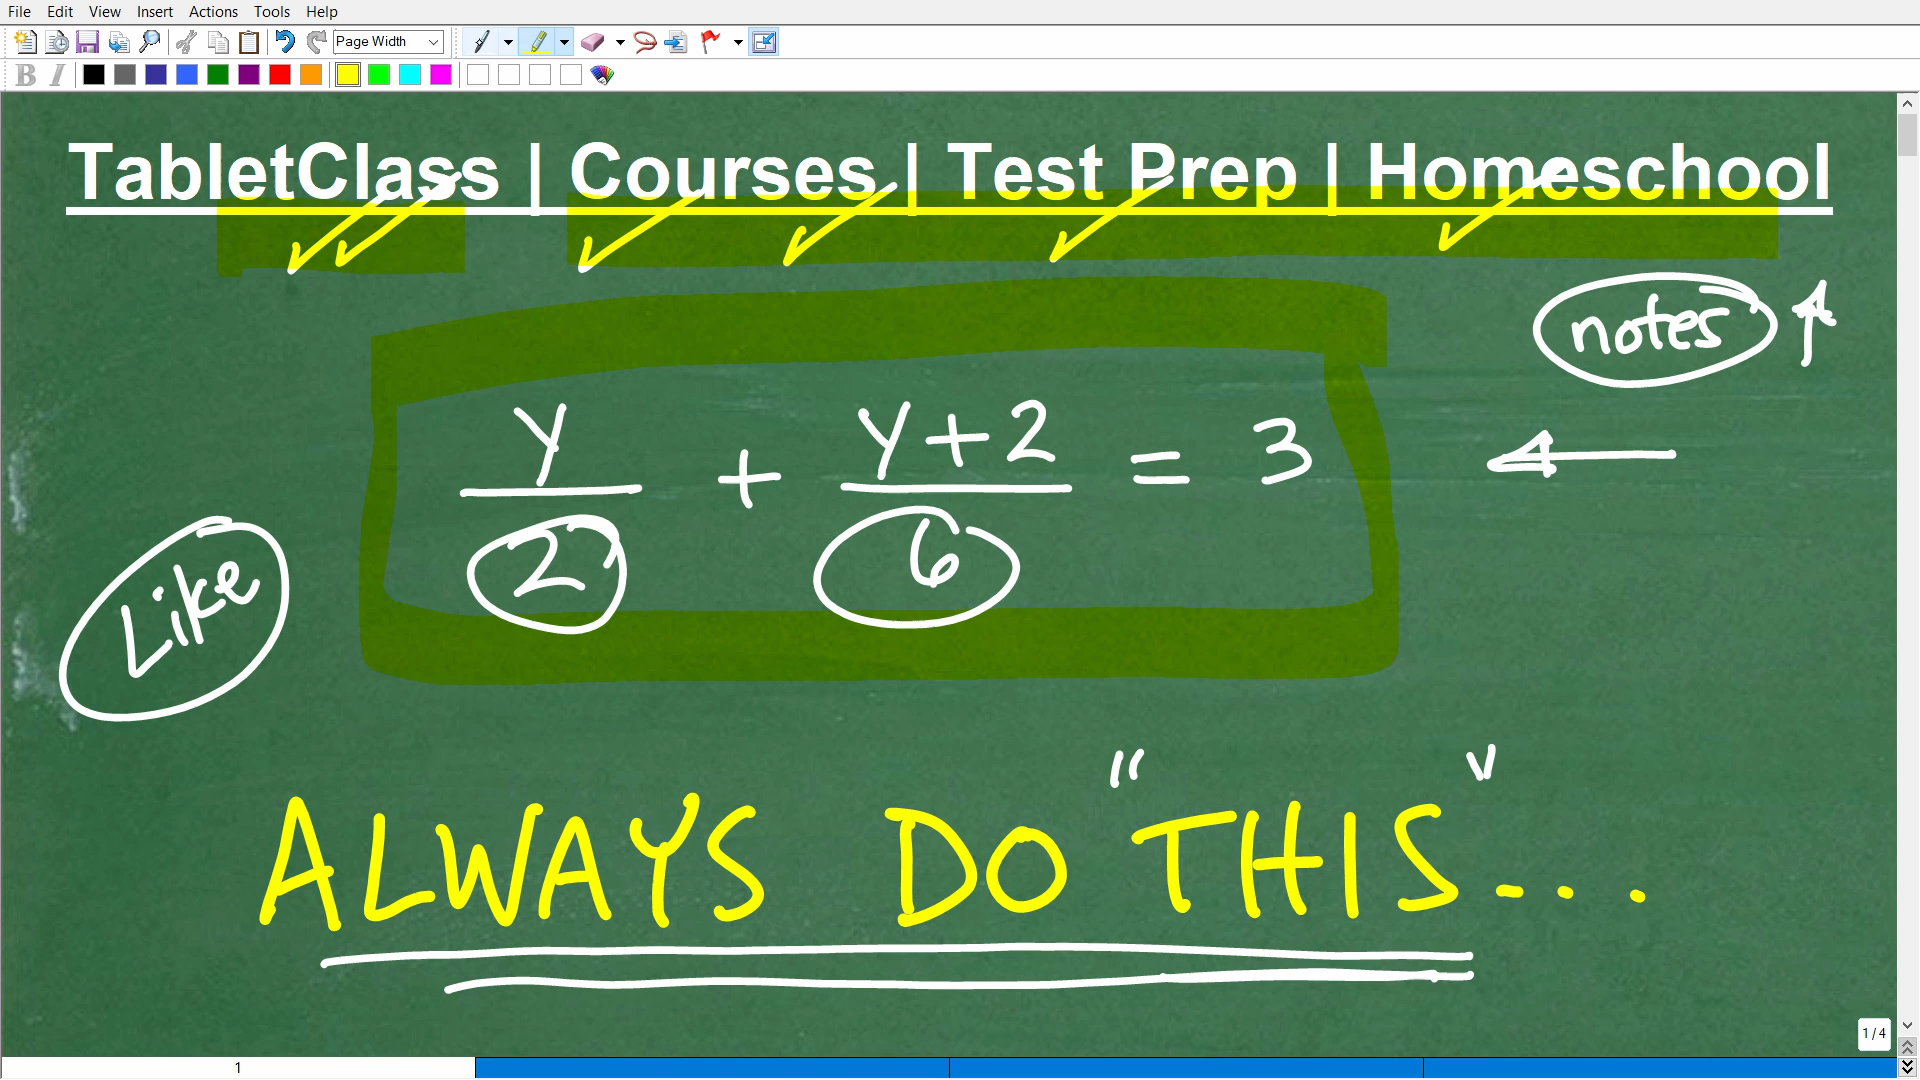 File Edit View Insert Actions Tools Help
Page Width
B I
TabletClass | Courses | Test Prep | Homeschool
notes
y/2 + y+2/6 = 3
Like
ALWAYS DO "THIS"...
1 / 4
1